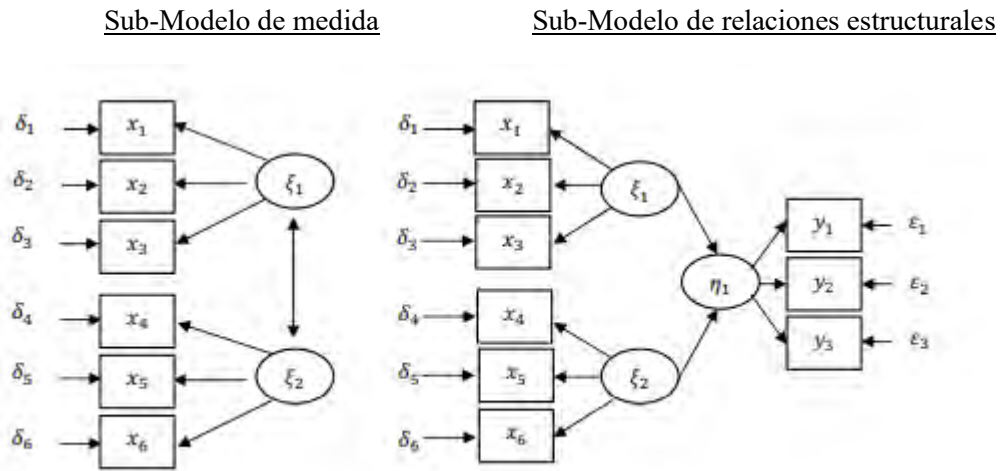 Sub-Modelo de medida
Sub-Modelo de relaciones estructurales
δ₁ x₁
δ₂ x₂
δ₃ x₃
ξ₁
δ₄ x₄
δ₅ x₅
δ₆ x₆
ξ₂
δ₁ x₁
δ₂ x₂
δ₃ x₃
ξ₁
δ₄ x₄
δ₅ x₅
δ₆ x₆
ξ₂
η₁
y₁ ε₁
y₂ ε₂
y₃ ε₃